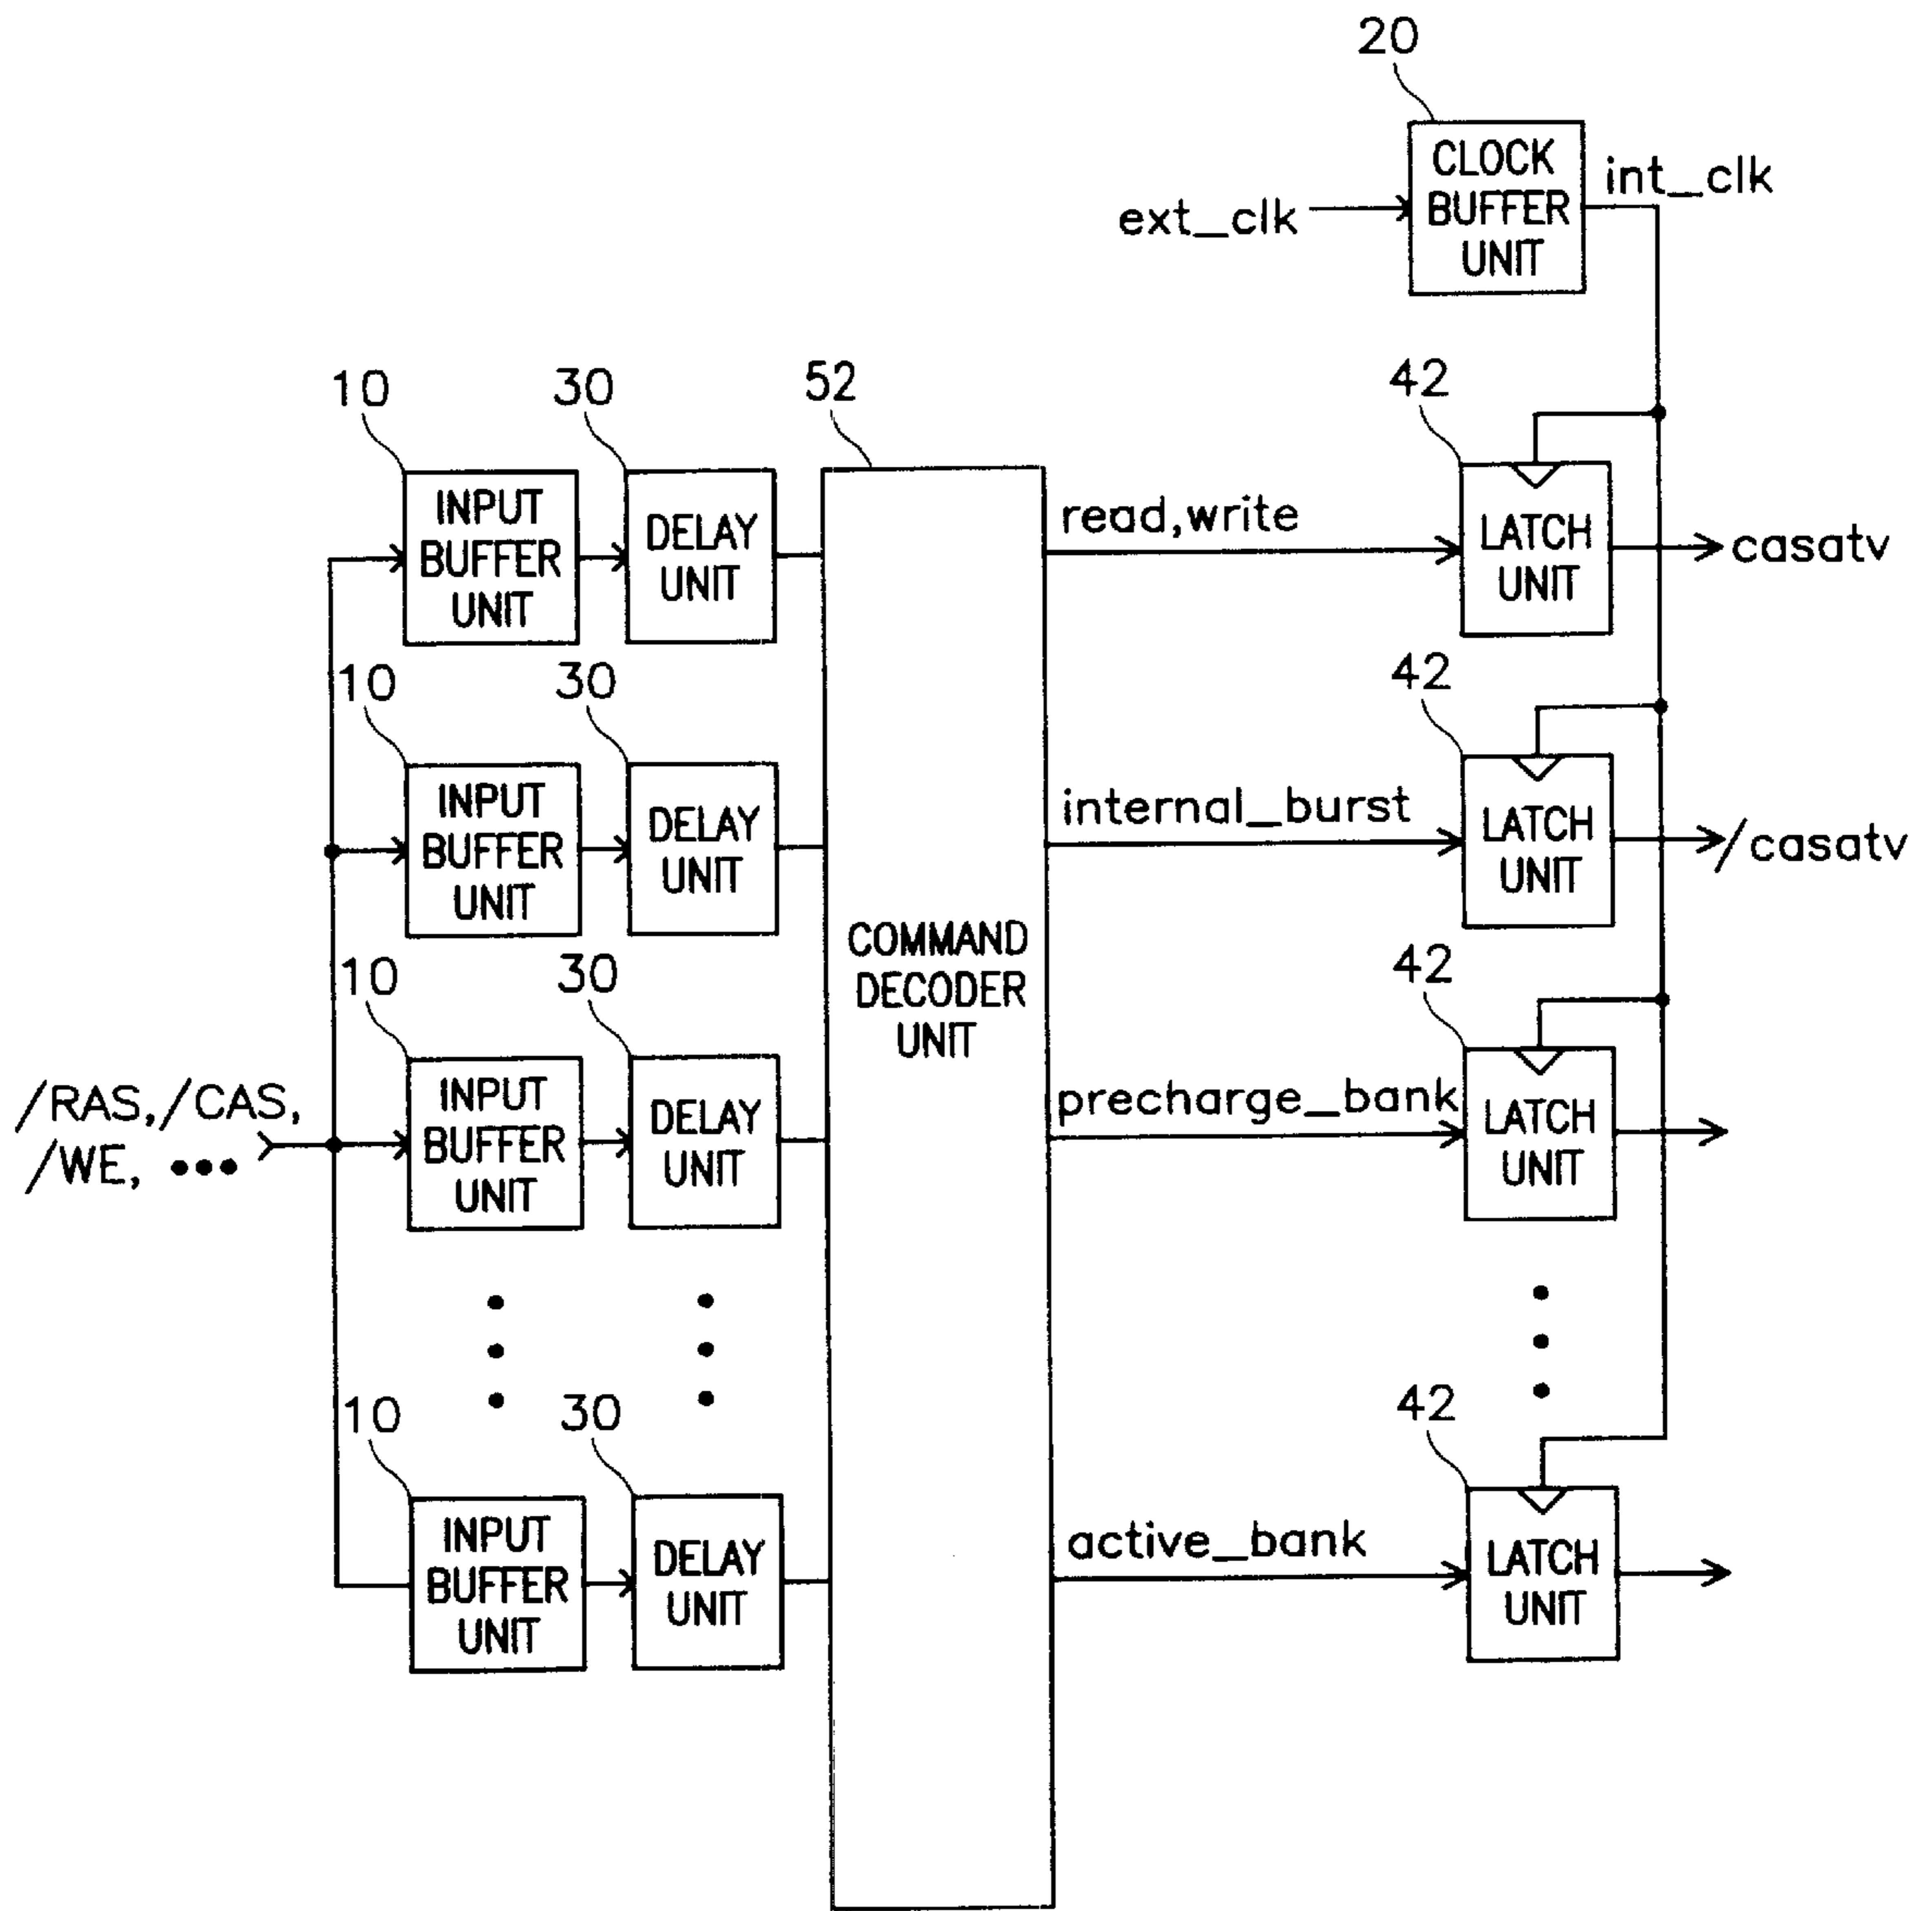 20
CLOCK
BUFFER
UNIT
int_clk
ext_clk
10
30
52
42
INPUT
BUFFER
UNIT
DELAY
UNIT
read,write
LATCH
UNIT
casatv
10
30
42
INPUT
BUFFER
UNIT
DELAY
UNIT
internal_burst
LATCH
UNIT
/casatv
COMMAND
DECODER
UNIT
10
30
42
/RAS,/CAS,
/WE, •••
INPUT
BUFFER
UNIT
DELAY
UNIT
precharge_bank
LATCH
UNIT
10
30
42
INPUT
BUFFER
UNIT
DELAY
UNIT
active_bank
LATCH
UNIT